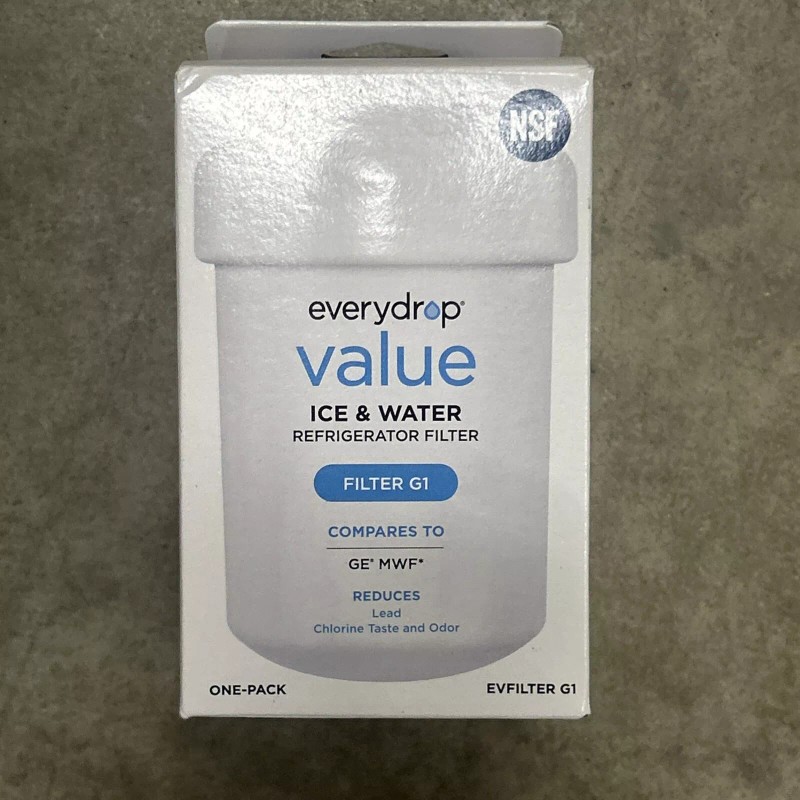 NSF
everydrop®
value
ICE & WATER
REFRIGERATOR FILTER
FILTER G1
COMPARES TO
GE® MWF*
REDUCES
Lead
Chlorine Taste and Odor
ONE-PACK
EVFILTER G1